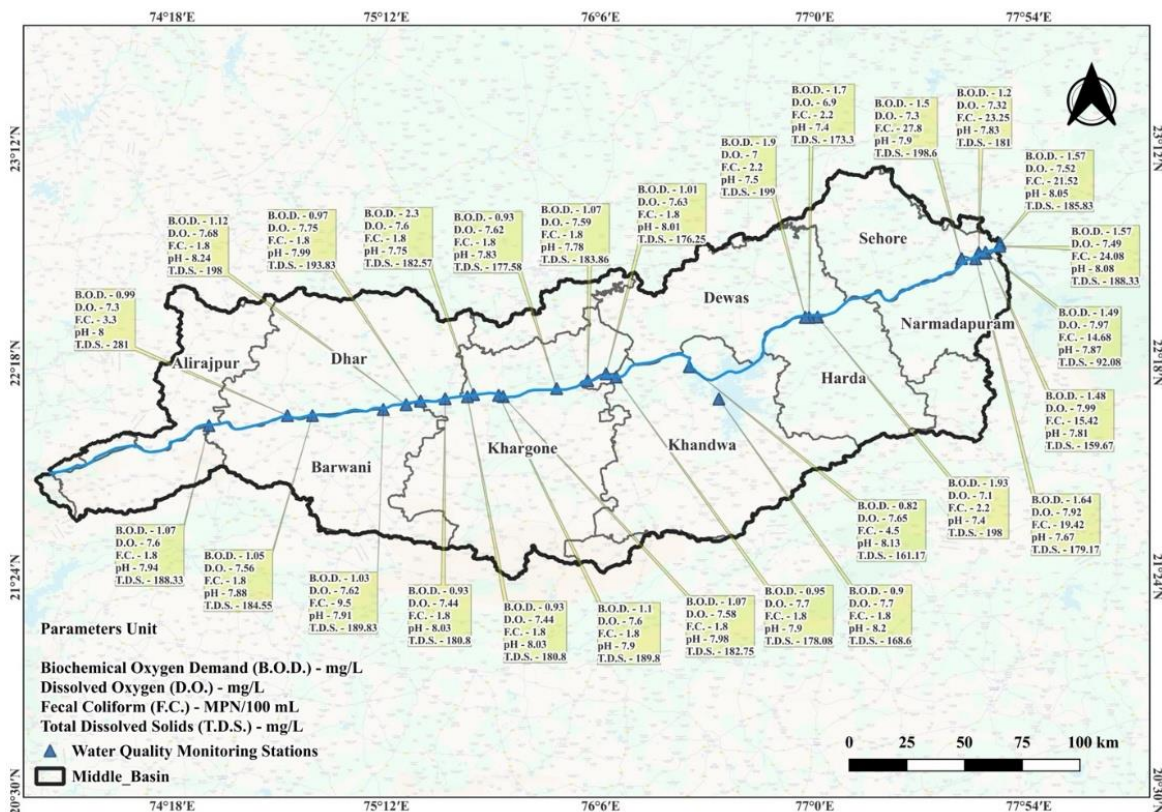 74°18'E 75°12'E 76°6'E 77°0'E 77°54'E
23°12'N
22°18'N
21°24'N
20°30'N
23°12'N
22°18'N
21°24'N
20°30'N
B.O.D. - 0.99
D.O. - 7.3
F.C. - 3.3
pH - 8
T.D.S. - 281
B.O.D. - 1.12
D.O. - 7.68
F.C. - 1.8
pH - 8.24
T.D.S. - 198
B.O.D. - 0.97
D.O. - 7.75
F.C. - 1.8
pH - 7.99
T.D.S. - 193.83
B.O.D. - 2.3
D.O. - 7.6
F.C. - 1.8
pH - 7.75
T.D.S. - 182.57
B.O.D. - 0.93
D.O. - 7.62
F.C. - 1.8
pH - 7.83
T.D.S. - 177.58
B.O.D. - 1.07
D.O. - 7.59
F.C. - 1.8
pH - 7.78
T.D.S. - 183.86
B.O.D. - 1.01
D.O. - 7.63
F.C. - 1.8
pH - 8.01
T.D.S. - 176.25
B.O.D. - 1.9
D.O. - 7
F.C. - 2.2
pH - 7.5
T.D.S. - 199
B.O.D. - 1.7
D.O. - 6.9
F.C. - 2.2
pH - 7.4
T.D.S. - 173.3
B.O.D. - 1.5
D.O. - 7.3
F.C. - 27.8
pH - 7.9
T.D.S. - 198.6
B.O.D. - 1.2
D.O. - 7.32
F.C. - 23.25
pH - 7.83
T.D.S. - 181
B.O.D. - 1.57
D.O. - 7.52
F.C. - 21.52
pH - 8.05
T.D.S. - 185.83
B.O.D. - 1.57
D.O. - 7.49
F.C. - 24.08
pH - 8.08
T.D.S. - 188.33
B.O.D. - 1.49
D.O. - 7.97
F.C. - 14.68
pH - 7.87
T.D.S. - 92.08
B.O.D. - 1.48
D.O. - 7.99
F.C. - 15.42
pH - 7.81
T.D.S. - 159.67
B.O.D. - 1.64
D.O. - 7.92
F.C. - 19.42
pH - 7.67
T.D.S. - 179.17
B.O.D. - 1.93
D.O. - 7.1
F.C. - 2.2
pH - 7.4
T.D.S. - 198
B.O.D. - 0.82
D.O. - 7.65
F.C. - 4.5
pH - 8.13
T.D.S. - 161.17
B.O.D. - 0.9
D.O. - 7.7
F.C. - 1.8
pH - 8.2
T.D.S. - 168.6
B.O.D. - 0.95
D.O. - 7.7
F.C. - 1.8
pH - 7.9
T.D.S. - 178.08
B.O.D. - 1.07
D.O. - 7.58
F.C. - 1.8
pH - 7.98
T.D.S. - 182.75
B.O.D. - 1.1
D.O. - 7.6
F.C. - 1.8
pH - 7.9
T.D.S. - 189.8
B.O.D. - 0.93
D.O. - 7.44
F.C. - 1.8
pH - 8.03
T.D.S. - 180.8
B.O.D. - 0.93
D.O. - 7.44
F.C. - 1.8
pH - 8.03
T.D.S. - 180.8
B.O.D. - 1.03
D.O. - 7.62
F.C. - 9.5
pH - 7.91
T.D.S. - 189.83
B.O.D. - 1.05
D.O. - 7.56
F.C. - 1.8
pH - 7.88
T.D.S. - 184.55
B.O.D. - 1.07
D.O. - 7.6
F.C. - 1.8
pH - 7.94
T.D.S. - 188.33
Alirajpur
Dhar
Barwani
Khargone
Khandwa
Dewas
Sehore
Harda
Narmadapuram
Parameters Unit
Biochemical Oxygen Demand (B.O.D.) - mg/L
Dissolved Oxygen (D.O.) - mg/L
Fecal Coliform (F.C.) - MPN/100 mL
Total Dissolved Solids (T.D.S.) - mg/L
Water Quality Monitoring Stations
Middle_Basin
0 25 50 75 100 km
74°18'E 75°12'E 76°6'E 77°0'E 77°54'E